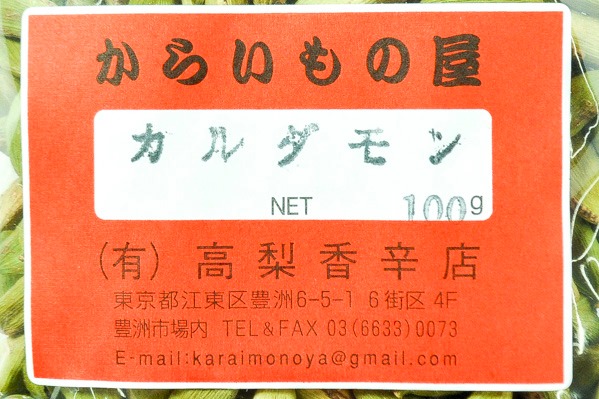 からいもの屋
カルダモン
NET 100g
(有)高梨香辛店
東京都江東区豊洲6-5-1 6街区4F
豊洲市場内 TEL&FAX 03(6633)0073
E-mail:karaimonoya@gmail.com